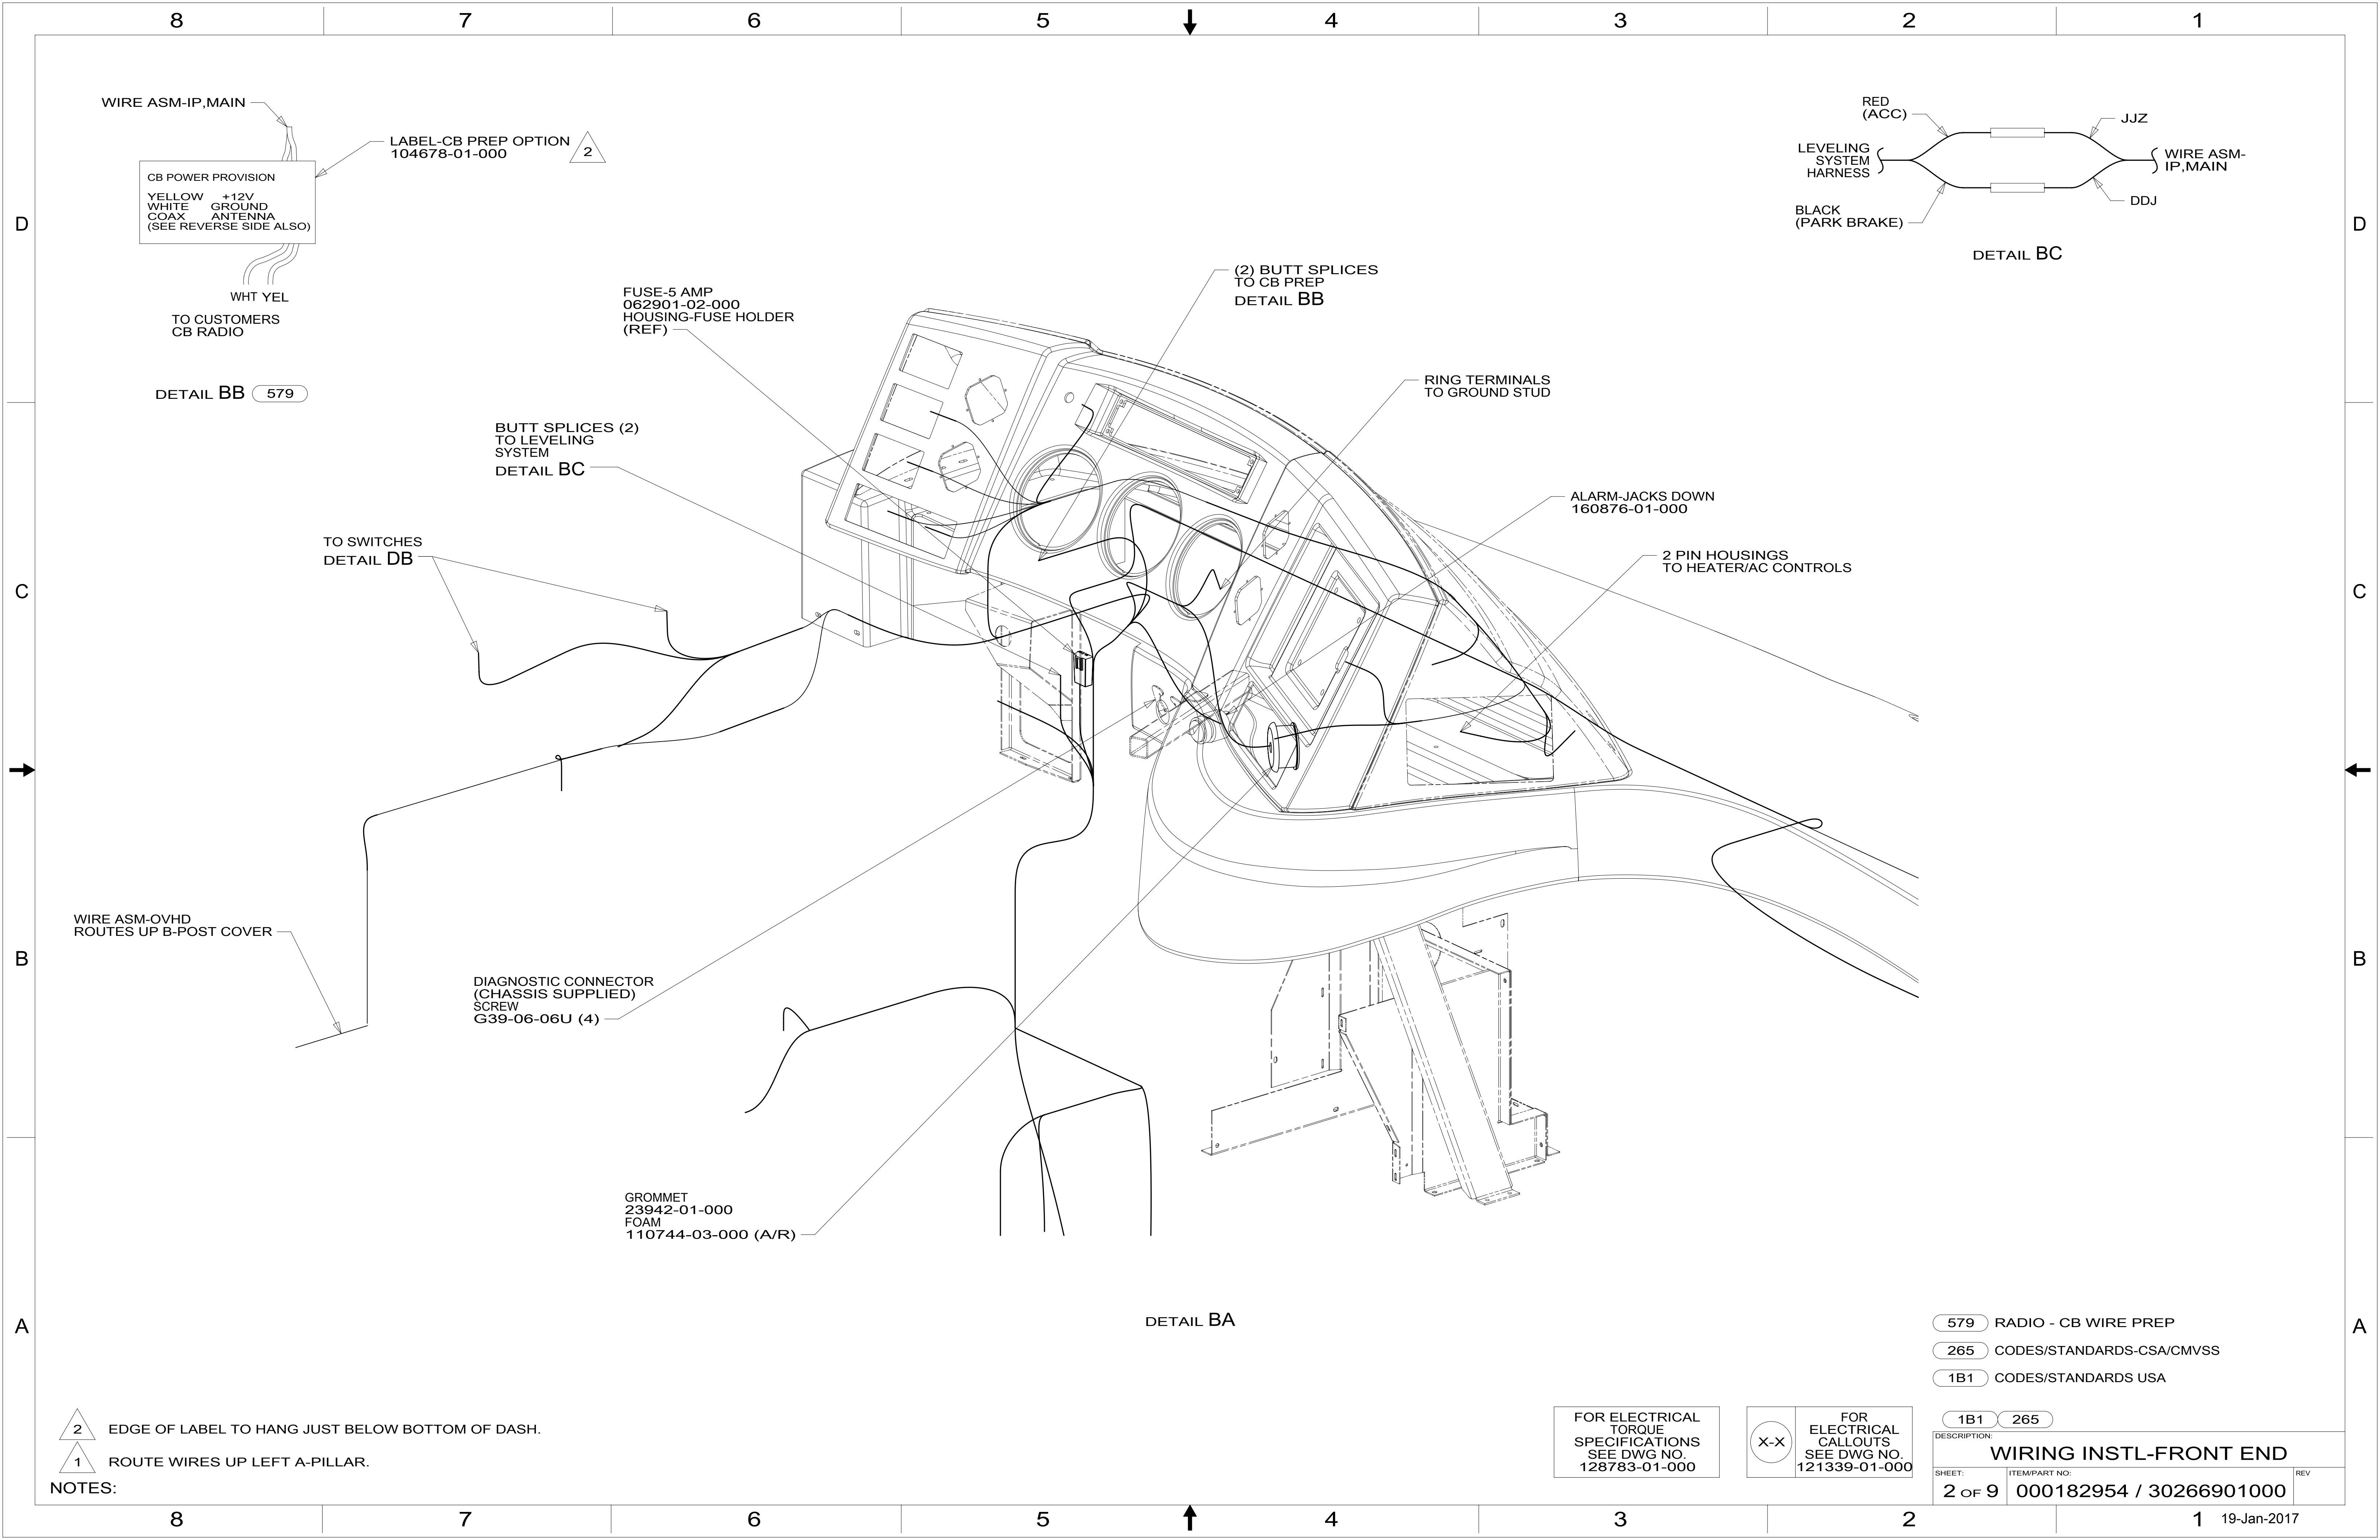 8 7 6 5 4 3 2 1
WIRE ASM-IP,MAIN
LABEL-CB PREP OPTION
104678-01-000
2
CB POWER PROVISION
YELLOW +12V
WHITE GROUND
COAX ANTENNA
(SEE REVERSE SIDE ALSO)
WHT YEL
TO CUSTOMERS
CB RADIO
DETAIL BB 579
RED
(ACC)
JJZ
LEVELING
SYSTEM
HARNESS
WIRE ASM-
IP,MAIN
BLACK
(PARK BRAKE)
DDJ
DETAIL BC
D D
FUSE-5 AMP
062901-02-000
HOUSING-FUSE HOLDER
(REF)
(2) BUTT SPLICES
TO CB PREP
DETAIL BB
RING TERMINALS
TO GROUND STUD
BUTT SPLICES (2)
TO LEVELING
SYSTEM
DETAIL BC
ALARM-JACKS DOWN
160876-01-000
TO SWITCHES
DETAIL DB
2 PIN HOUSINGS
TO HEATER/AC CONTROLS
C C
WIRE ASM-OVHD
ROUTES UP B-POST COVER
B B
DIAGNOSTIC CONNECTOR
(CHASSIS SUPPLIED)
SCREW
G39-06-06U (4)
GROMMET
23942-01-000
FOAM
110744-03-000 (A/R)
DETAIL BA
A A
579 RADIO - CB WIRE PREP
265 CODES/STANDARDS-CSA/CMVSS
1B1 CODES/STANDARDS USA
2 EDGE OF LABEL TO HANG JUST BELOW BOTTOM OF DASH.
1 ROUTE WIRES UP LEFT A-PILLAR.
NOTES:
FOR ELECTRICAL
TORQUE
SPECIFICATIONS
SEE DWG NO.
128783-01-000
X-X
FOR
ELECTRICAL
CALLOUTS
SEE DWG NO.
121339-01-000
1B1 265
DESCRIPTION:
WIRING INSTL-FRONT END
SHEET: ITEM/PART NO: REV
2 OF 9 000182954 / 30266901000
8 7 6 5 4 3 2 1
19-Jan-2017